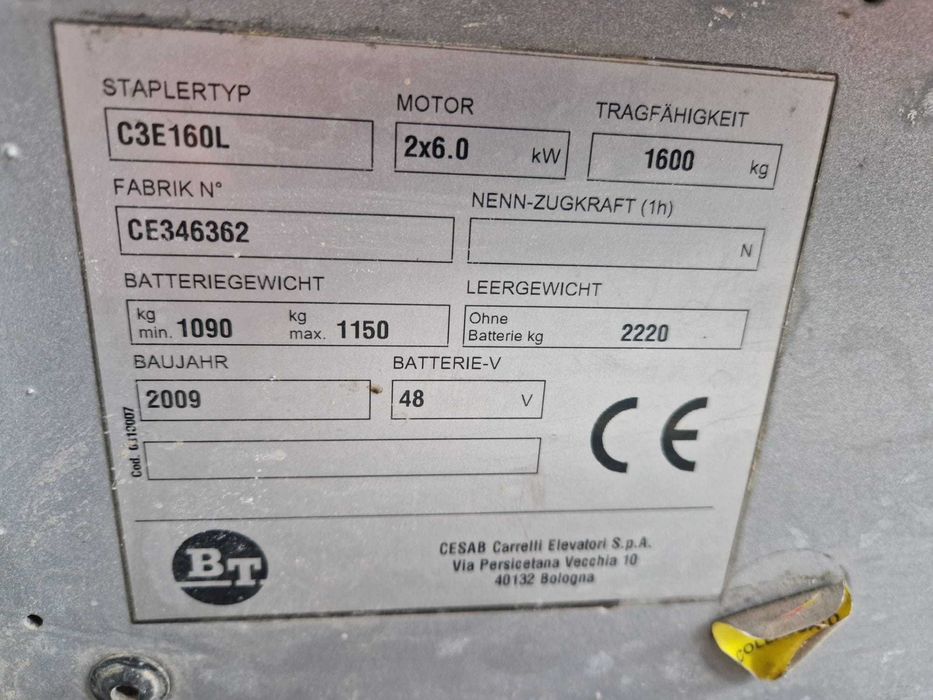 STAPLERTYP
C3E160L
MOTOR
2x6.0 kW
TRAGFÄHIGKEIT
1600 kg
FABRIK N°
CE346362
NENN-ZUGKRAFT (1h)
N
BATTERIEGEWICHT
kg min. 1090 kg max. 1150
LEERGEWICHT
Ohne
Batterie kg 2220
BAUJAHR
2009
BATTERIE-V
48 V
Cod.
CE
BT
CESAB Carrelli Elevatori S.p.A.
Via Persicetana Vecchia 10
40132 Bologna